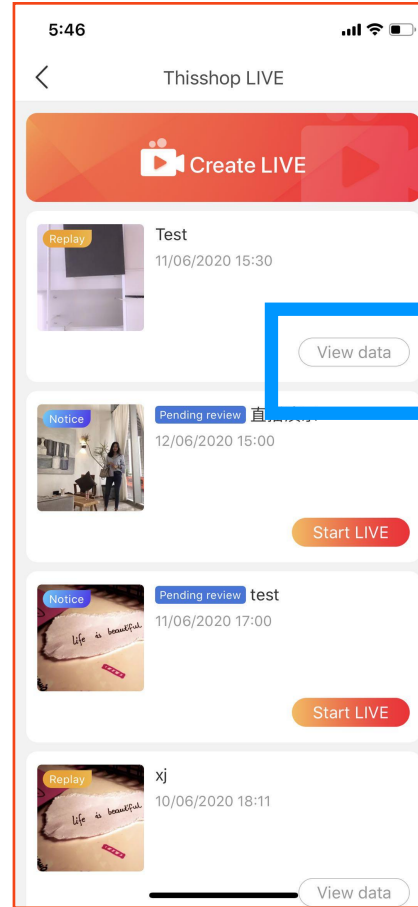 5:46
Thisshop LIVE
Create LIVE
Replay
Test
11/06/2020 15:30
View data
Notice
Pending review
12/06/2020 15:00
Start LIVE
Notice
Pending review test
11/06/2020 17:00
life is beautiful
Start LIVE
Replay
xj
10/06/2020 18:11
life is beautiful
View data